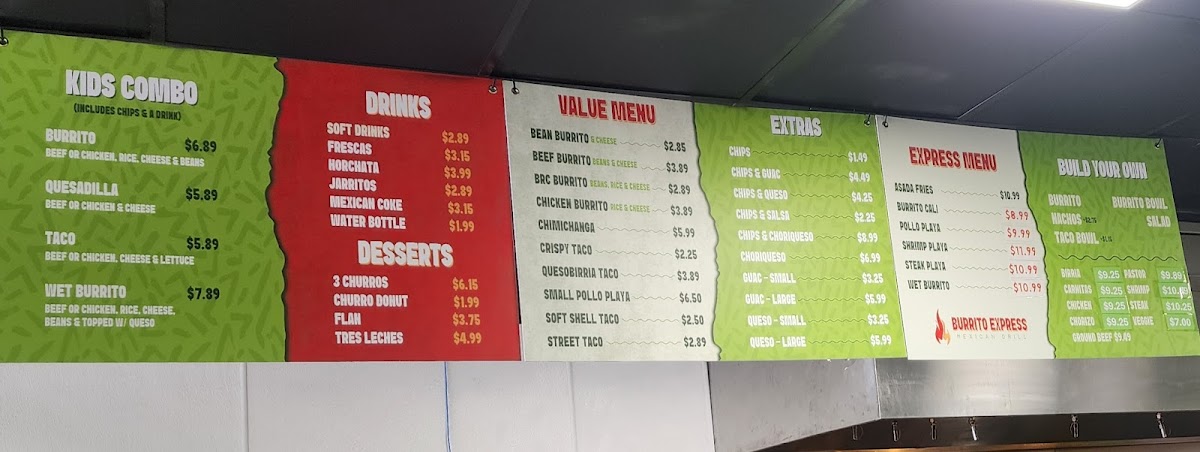 KIDS COMBO
(INCLUDES CHIPS & A DRINK)
BURRITO $6.89
BEEF OR CHICKEN, RICE, CHEESE & BEANS
QUESADILLA $5.89
BEEF OR CHICKEN & CHEESE
TACO $5.89
BEEF OR CHICKEN, CHEESE & LETTUCE
WET BURRITO $7.89
BEEF OR CHICKEN, RICE, CHEESE,
BEANS & TOPPED W/ QUESO
DRINKS
SOFT DRINKS $2.89
FRESCAS $3.15
HORCHATA $3.99
JARRITOS $2.89
MEXICAN COKE $3.15
WATER BOTTLE $1.99
DESSERTS
3 CHURROS $6.15
CHURRO DONUT $1.99
FLAN $3.75
TRES LECHES $4.99
VALUE MENU
BEAN BURRITO & CHEESE $2.85
BEEF BURRITO BEANS & CHEESE $3.89
BRC BURRITO BEANS, RICE & CHEESE $2.89
CHICKEN BURRITO RICE & CHEESE $3.89
CHIMICHANGA $5.99
CRISPY TACO $2.25
QUESOBIRRIA TACO $3.89
SMALL POLLO PLAYA $6.50
SOFT SHELL TACO $2.50
STREET TACO $2.89
EXTRAS
CHIPS $1.49
CHIPS & GUAC $4.49
CHIPS & QUESO $4.25
CHIPS & SALSA $2.25
CHIPS & CHORIQUESO $8.99
CHORIQUESO $6.99
GUAC - SMALL $3.25
GUAC - LARGE $5.99
QUESO - SMALL $3.25
QUESO - LARGE $5.99
EXPRESS MENU
ASADA FRIES $10.99
BURRITO CALI $8.99
POLLO PLAYA $9.99
SHRIMP PLAYA $11.99
STEAK PLAYA $10.99
WET BURRITO $10.99
BURRITO EXPRESS
MEXICAN GRILL
BUILD YOUR OWN
BURRITO BURRITO BOWL
NACHOS SALAD
TACO BOWL
BIRRIA $9.25 PASTOR $9.89
CARNITAS $9.25 SHRIMP
CHICKEN $9.25 STEAK $10.25
CHORIZO $9.25 VEGGIE $7.00
GROUND BEEF $9.49